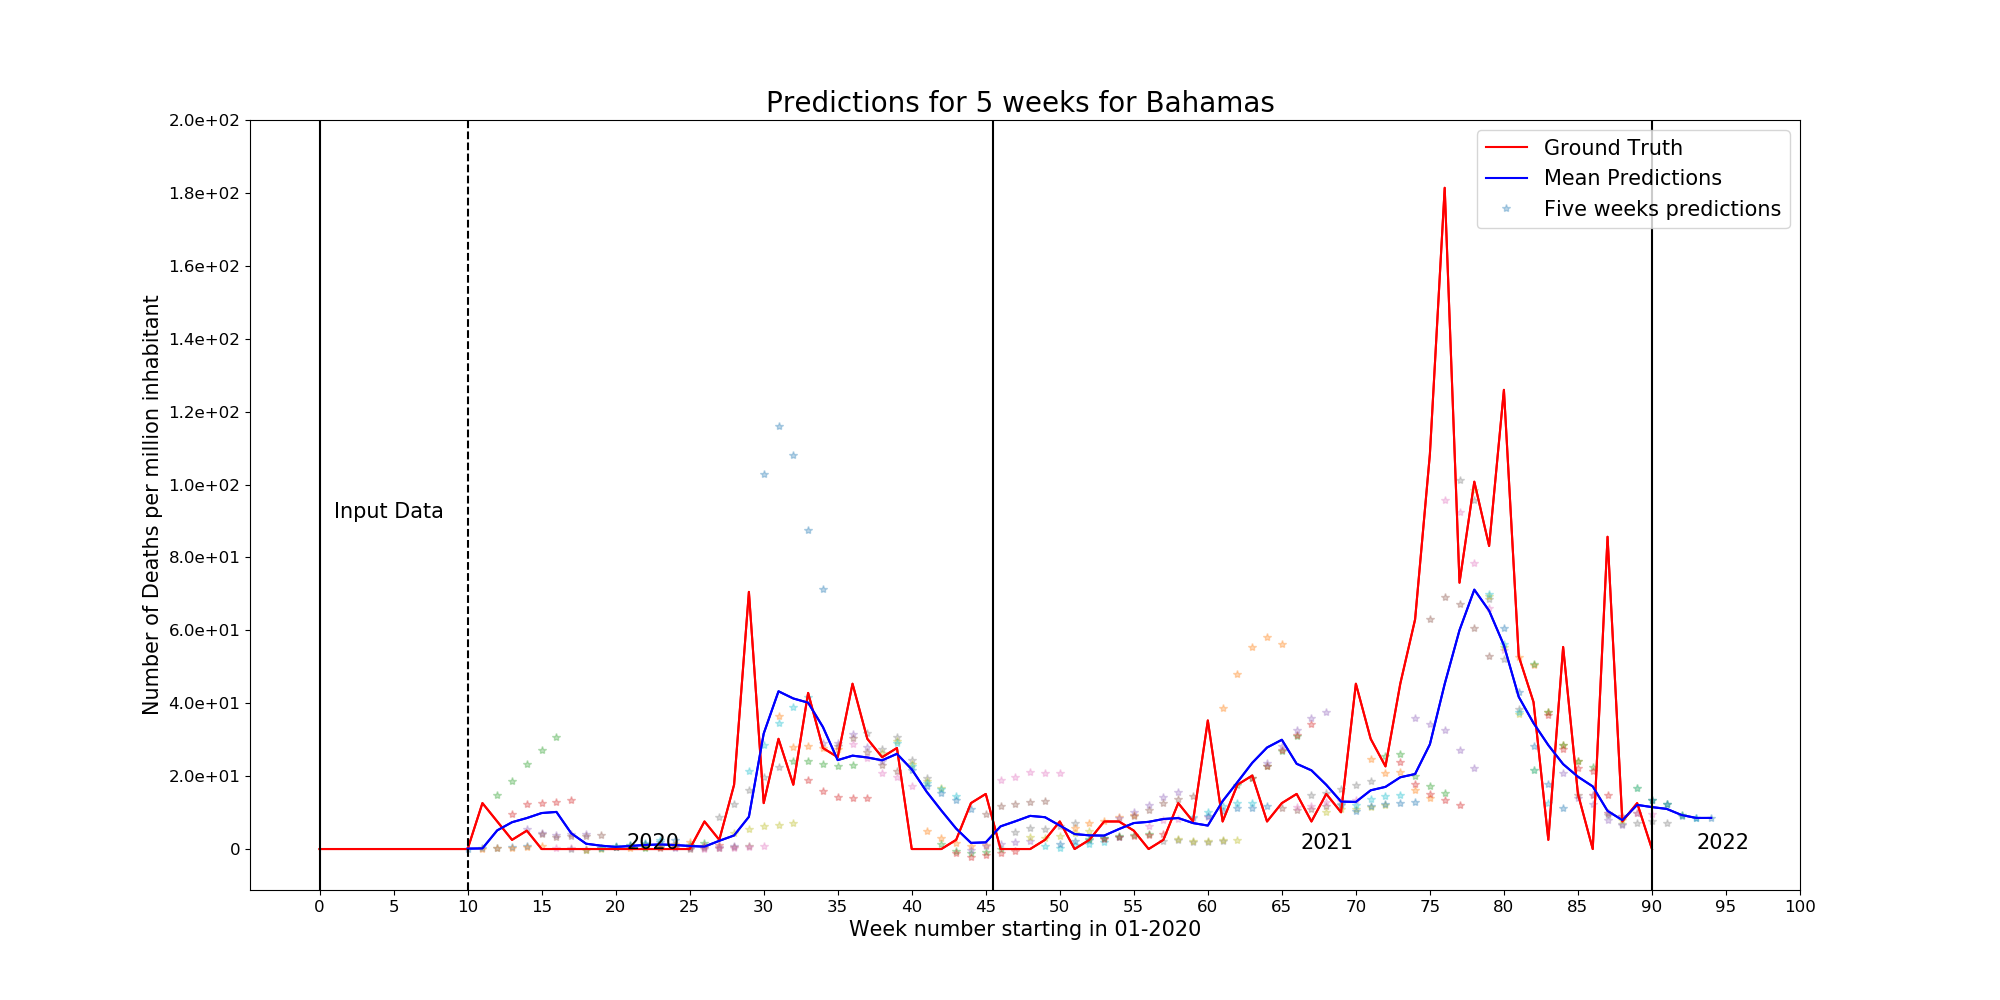 Predictions for 5 weeks for Bahamas
2.0e+02
1.8e+02
1.6e+02
1.4e+02
1.2e+02
1.0e+02
8.0e+01
6.0e+01
4.0e+01
2.0e+01
0
Number of Deaths per million inhabitant
Ground Truth
Mean Predictions
Five weeks predictions
Input Data
2020
2021
2022
0 5 10 15 20 25 30 35 40 45 50 55 60 65 70 75 80 85 90 95 100
Week number starting in 01-2020